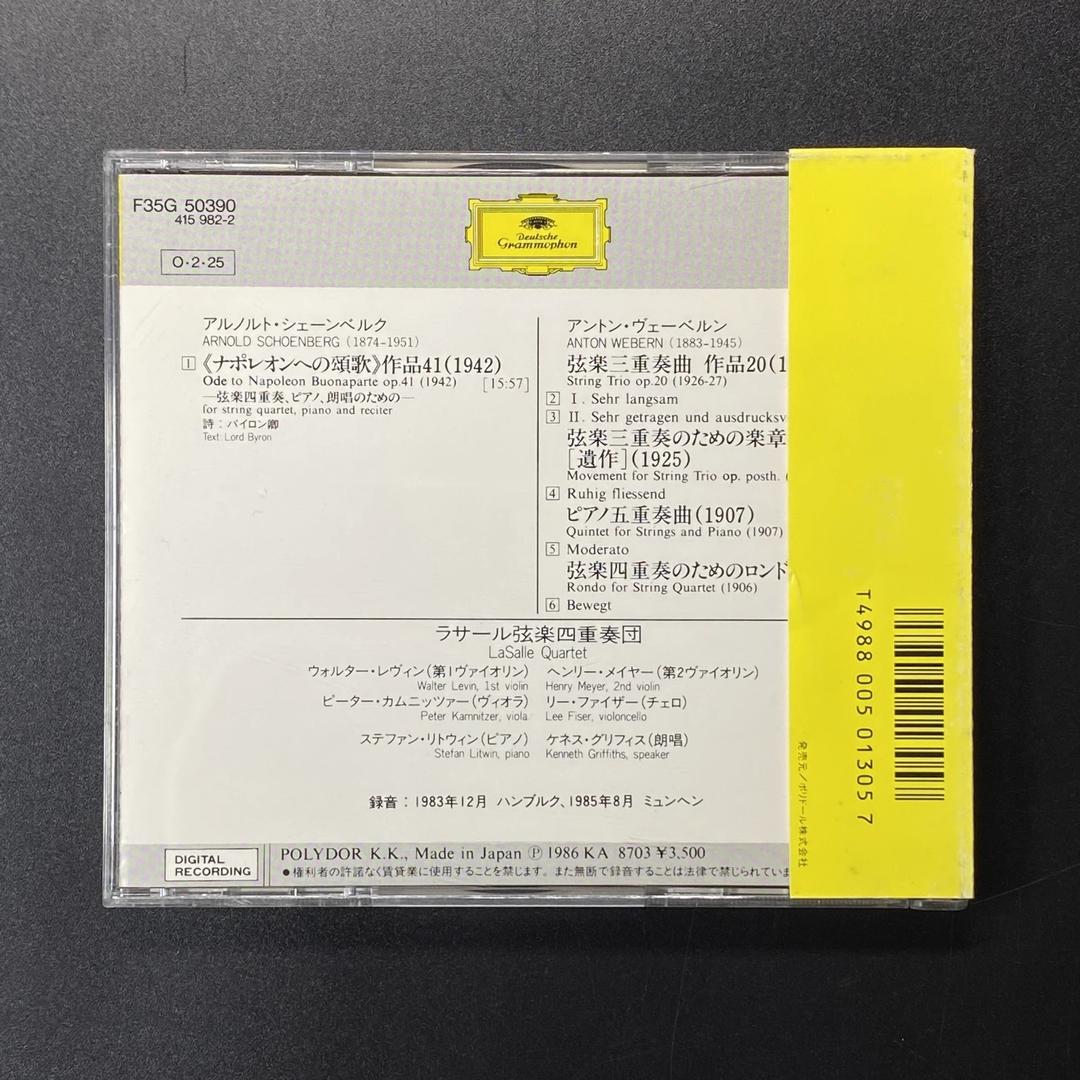 F35G 50390
415 982-2
O・2・25
Deutsche
Grammophon
アルノルト・シェーンベルク
ARNOLD SCHOENBERG (1874-1951)
1 《ナポレオンへの頌歌》作品41(1942)
Ode to Napoleon Buonaparte op.41 (1942) [15:57]
—弦楽四重奏、ピアノ、朗唱のための—
for string quartet, piano and reciter
詩：バイロン卿
Text: Lord Byron
アントン・ヴェーベルン
ANTON WEBERN (1883-1945)
弦楽三重奏曲 作品20(1
String Trio op.20 (1926-27)
2 I. Sehr langsam
3 II. Sehr getragen und ausdrucksv
弦楽三重奏のための楽章
[遺作](1925)
Movement for String Trio op. posth. (
4 Ruhig fliessend
ピアノ五重奏曲(1907)
Quintet for Strings and Piano (1907)
5 Moderato
弦楽四重奏のためのロンド
Rondo for String Quartet (1906)
6 Bewegt
ラサール弦楽四重奏団
LaSalle Quartet
ウォルター・レヴィン(第1ヴァイオリン) ヘンリー・メイヤー(第2ヴァイオリン)
Walter Levin, 1st violin Henry Meyer, 2nd violin
ピーター・カムニッツァー(ヴィオラ) リー・ファイザー(チェロ)
Peter Kamnitzer, viola Lee Fiser, violoncello
ステファン・リトウィン(ピアノ) ケネス・グリフィス(朗唱)
Stefan Litwin, piano Kenneth Griffiths, speaker
録音：1983年12月 ハンブルク、1985年8月 ミュンヘン
DIGITAL
RECORDING
POLYDOR K.K., Made in Japan Ⓟ 1986 KA 8703 ¥3,500
●権利者の許諾なく賃貸業に使用することを禁じます。また無断で録音することは法律で禁じられていま
T4988 005 01305 7
発売元／ポリドール株式会社